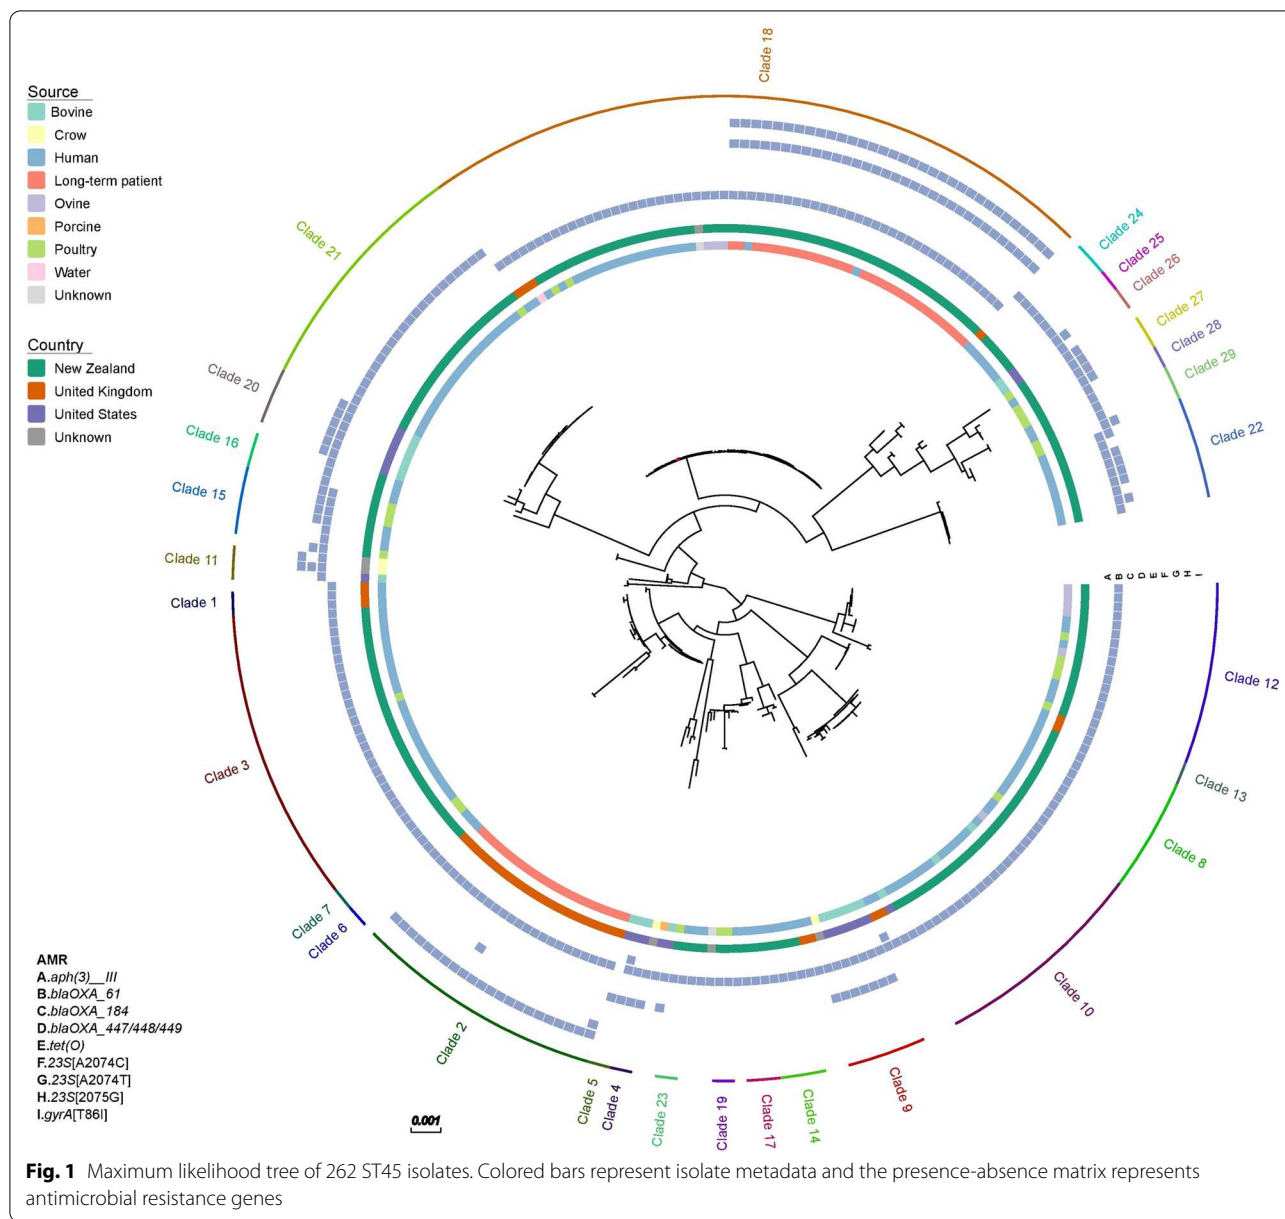 Clade 18
Source
Bovine
Crow
Human
Long-term patient
Ovine
Porcine
Poultry
Water
Unknown
Country
New Zealand
United Kingdom
United States
Unknown
Clade 21
Clade 20
Clade 16
Clade 15
Clade 11
Clade 1
Clade 3
Clade 7
Clade 6
Clade 2
Clade 5
Clade 4
Clade 23
Clade 19
Clade 17
Clade 14
Clade 9
Clade 10
Clade 8
Clade 13
Clade 12
Clade 22
Clade 29
Clade 28
Clade 27
Clade 26
Clade 25
Clade 24
A B C D E F G H I
AMR
A.aph(3)__III
B.blaOXA_61
C.blaOXA_184
D.blaOXA_447/448/449
E.tet(O)
F.23S[A2074C]
G.23S[A2074T]
H.23S[2075G]
I.gyrA[T86I]
0.001
Fig. 1 Maximum likelihood tree of 262 ST45 isolates. Colored bars represent isolate metadata and the presence-absence matrix represents
antimicrobial resistance genes